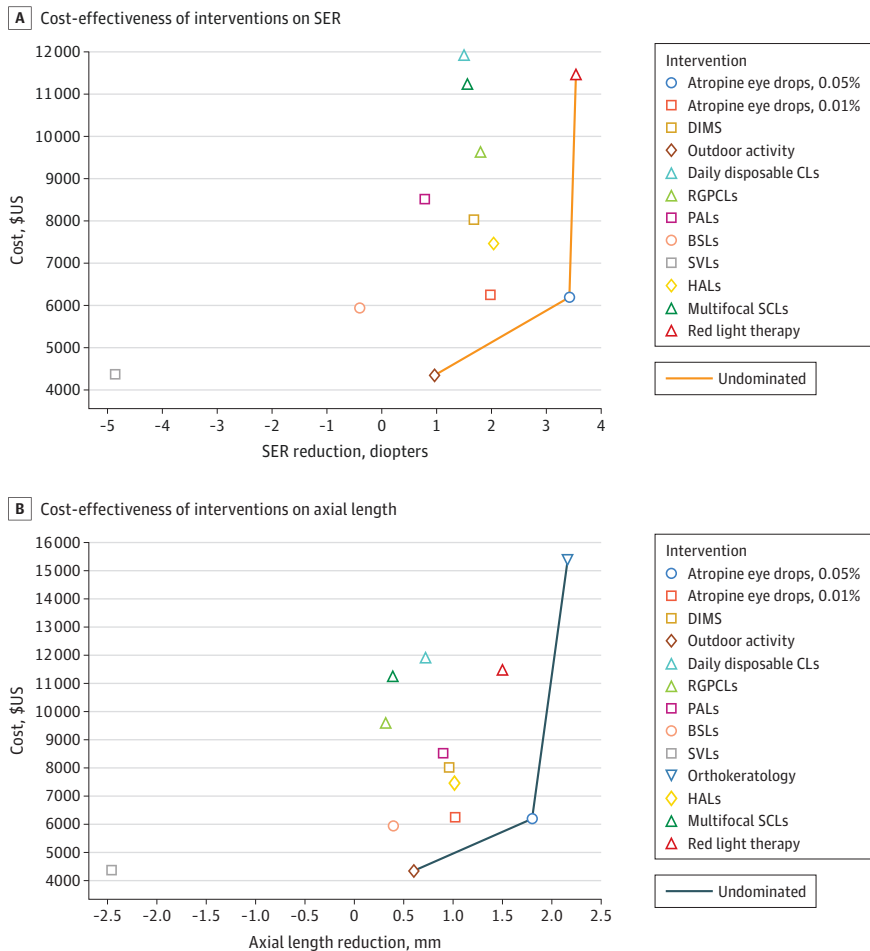 A Cost-effectiveness of interventions on SER
12000
11000
10000
9000
8000
7000
6000
5000
4000
Cost, $US
-5 -4 -3 -2 -1 0 1 2 3 4
SER reduction, diopters
Intervention
Atropine eye drops, 0.05%
Atropine eye drops, 0.01%
DIMS
Outdoor activity
Daily disposable CLs
RGPCLs
PALs
BSLs
SVLs
HALs
Multifocal SCLs
Red light therapy
Undominated
B Cost-effectiveness of interventions on axial length
16000
15000
14000
13000
12000
11000
10000
9000
8000
7000
6000
5000
4000
Cost, $US
-2.5 -2.0 -1.5 -1.0 -0.5 0 0.5 1.0 1.5 2.0 2.5
Axial length reduction, mm
Intervention
Atropine eye drops, 0.05%
Atropine eye drops, 0.01%
DIMS
Outdoor activity
Daily disposable CLs
RGPCLs
PALs
BSLs
SVLs
Orthokeratology
HALs
Multifocal SCLs
Red light therapy
Undominated